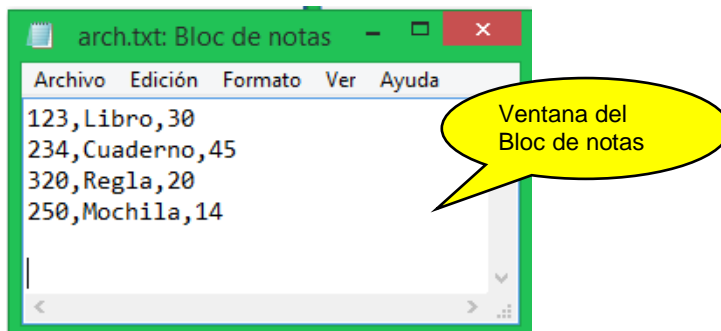 arch.txt: Bloc de notas
Archivo Edición Formato Ver Ayuda
123,Libro,30
234,Cuaderno,45
320,Regla,20
250,Mochila,14
Ventana del
Bloc de notas